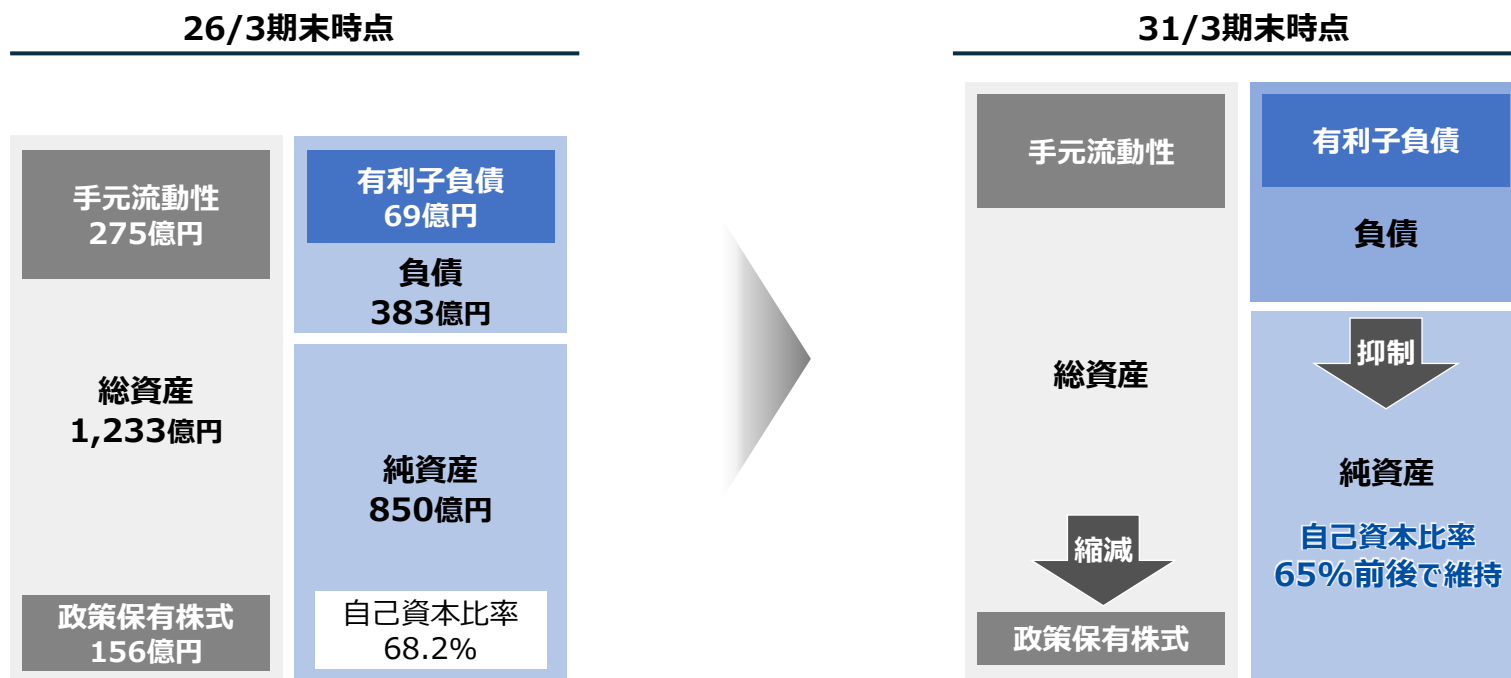 26/3期末時点
手元流動性
275億円
総資産
1,233億円
政策保有株式
156億円
有利子負債
69億円
負債
383億円
純資産
850億円
自己資本比率
68.2%
31/3期末時点
手元流動性
総資産
縮減
政策保有株式
有利子負債
負債
抑制
純資産
自己資本比率
65%前後で維持